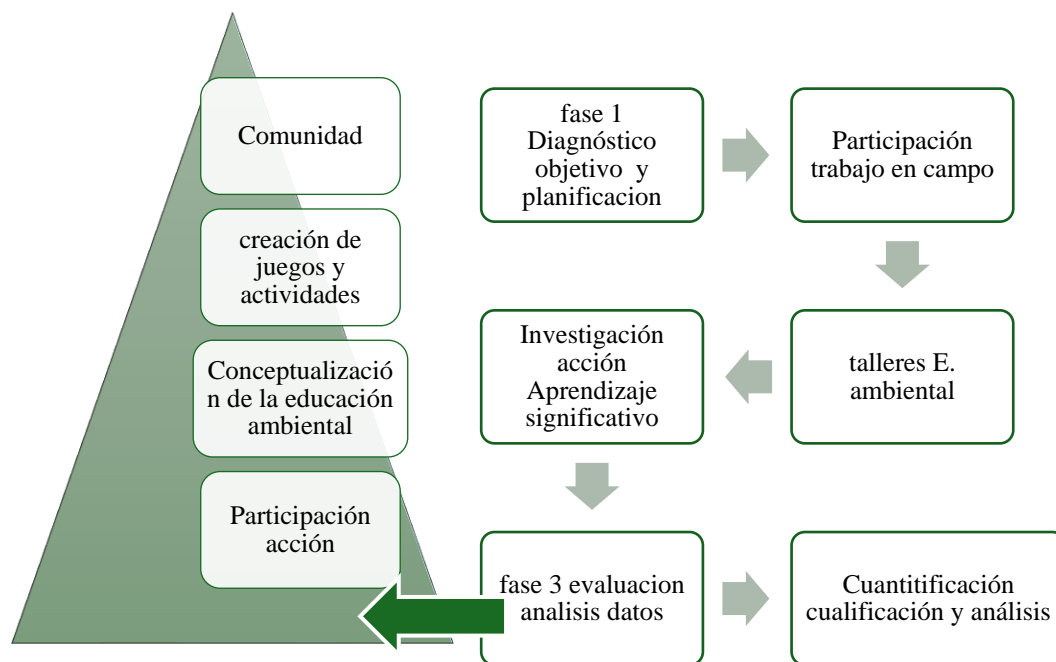 Comunidad
creación de
juegos y
actividades
Conceptualizació
n de la educación
ambiental
Participación
acción
fase 1
Diagnóstico
objetivo y
planificacion
Participación
trabajo en campo
talleres E.
ambiental
Investigación
acción
Aprendizaje
significativo
fase 3 evaluacion
analisis datos
Cuantitificación
cualificación y análisis